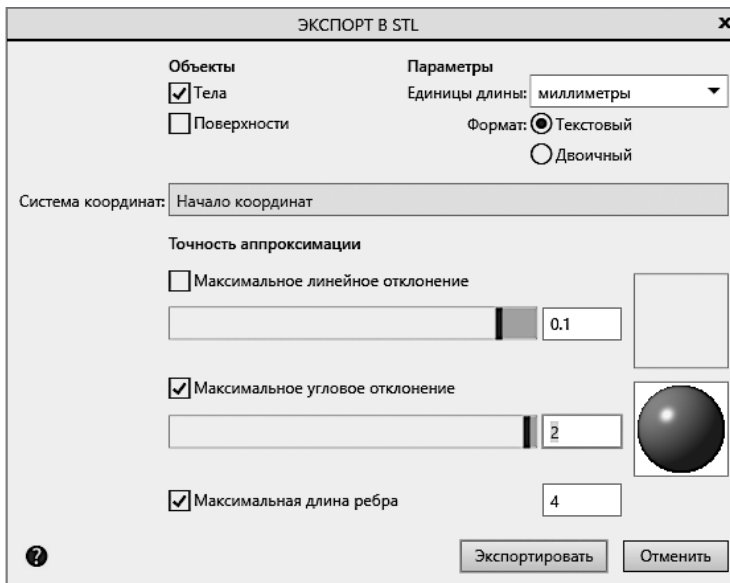 ЭКСПОРТ В STL x
Объекты Параметры
Тела Единицы длины: миллиметры
Поверхности Формат: Текстовый
Двоичный
Система координат: Начало координат
Точность аппроксимации
Максимальное линейное отклонение
0.1
Максимальное угловое отклонение
2
Максимальная длина ребра 4
? Экспортировать Отменить